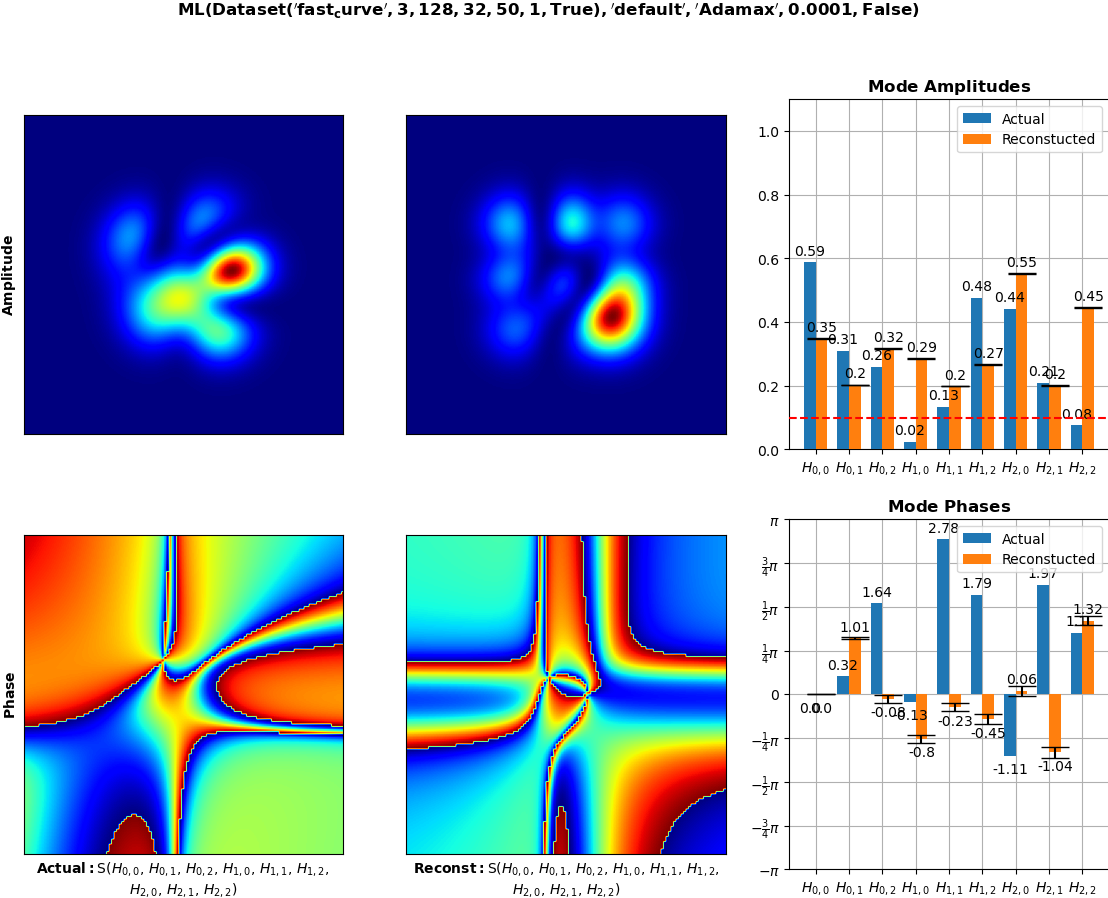 ML(Dataset('fast_curve', 3, 128, 32, 50, 1, True), 'default', 'Adamax', 0.0001, False)
Amplitude
Mode Amplitudes
Actual
Reconstucted
1.0
0.8
0.6
0.4
0.2
0.0
0.59
0.35
0.31
0.2
0.26
0.32
0.02
0.29
0.13
0.2
0.48
0.27
0.44
0.55
0.21
0.2
0.08
0.45
H0,0 H0,1 H0,2 H1,0 H1,1 H1,2 H2,0 H2,1 H2,2
Phase
Actual: S(H0,0, H0,1, H0,2, H1,0, H1,1, H1,2,
H2,0, H2,1, H2,2)
Reconst: S(H0,0, H0,1, H0,2, H1,0, H1,1, H1,2,
H2,0, H2,1, H2,2)
Mode Phases
Actual
Reconstucted
π
3/4π
1/2π
1/4π
0
−1/4π
−1/2π
−3/4π
−π
0.0
0.0
0.32
1.01
1.64
-0.08
-0.13
-0.8
2.78
-0.23
1.79
-0.45
-1.11
0.06
1.97
-1.04
1.32
H0,0 H0,1 H0,2 H1,0 H1,1 H1,2 H2,0 H2,1 H2,2